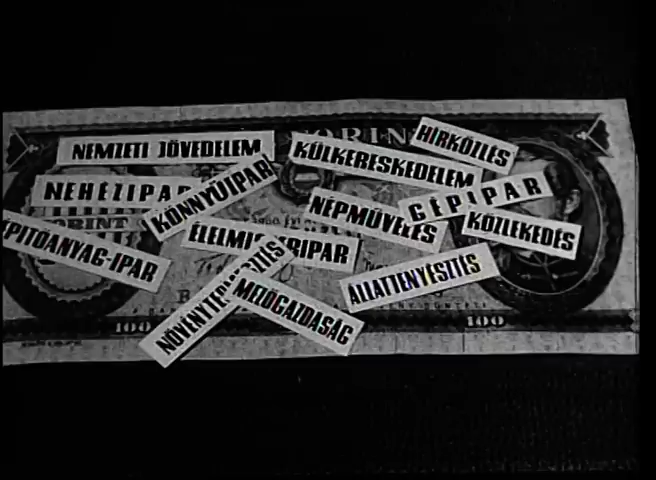 FORINT
HÍRKÖZLÉS
NEMZETI JÖVEDELEM
KÜLKERESKEDELEM
NEHÉZIPAR
KÖNNYŰIPAR
GÉPIPAR
NÉPMŰVELÉS
KÖZLEKEDÉS
ÉPÍTŐANYAG-IPAR
ÉLELMISZERIPAR
ÁLLATTENYÉSZTÉS
NÖVÉNYTERMESZTÉS
MEZŐGAZDASÁG
100
100